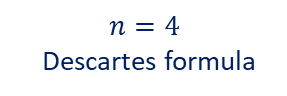 n = 4
Descartes formula